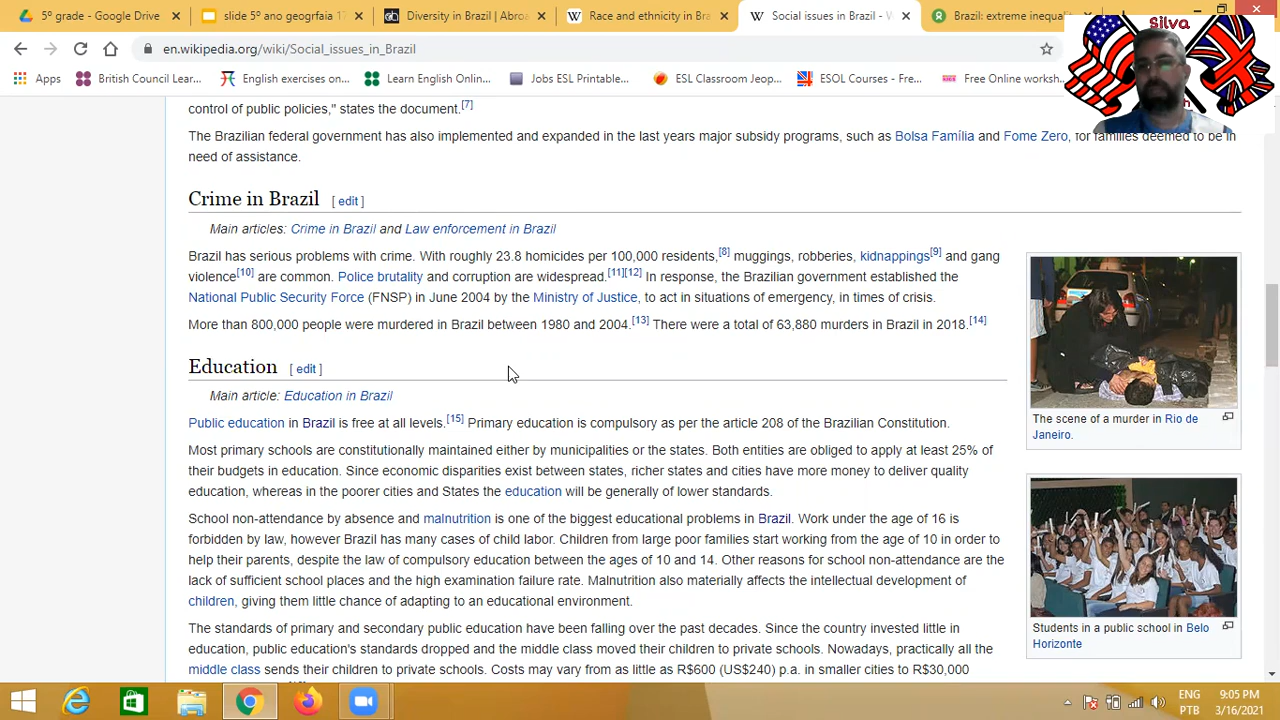 5º grade - Google Drive
slide 5º ano geogrfaia 17
Diversity in Brazil | Abroa
Race and ethnicity in B
Social issues in Brazil - W
Brazil: extreme inequali
Silva
en.wikipedia.org/wiki/Social_issues_in_Brazil
Apps
British Council Lear...
English exercises on...
Learn English Onlin...
Jobs ESL Printable...
ESL Classroom Jeop...
ESOL Courses - Fre...
Free Online worksh...
control of public policies," states the document.[7]
The Brazilian federal government has also implemented and expanded in the last years major subsidy programs, such as Bolsa Família and Fome Zero, for families deemed to be in
need of assistance.
Crime in Brazil [ edit ]
Main articles: Crime in Brazil and Law enforcement in Brazil
Brazil has serious problems with crime. With roughly 23.8 homicides per 100,000 residents,[8] muggings, robberies, kidnappings[9] and gang
violence[10] are common. Police brutality and corruption are widespread.[11][12] In response, the Brazilian government established the
National Public Security Force (FNSP) in June 2004 by the Ministry of Justice, to act in situations of emergency, in times of crisis.
More than 800,000 people were murdered in Brazil between 1980 and 2004.[13] There were a total of 63,880 murders in Brazil in 2018.[14]
The scene of a murder in Rio de
Janeiro.
Education [ edit ]
Main article: Education in Brazil
Public education in Brazil is free at all levels.[15] Primary education is compulsory as per the article 208 of the Brazilian Constitution.
Most primary schools are constitutionally maintained either by municipalities or the states. Both entities are obliged to apply at least 25% of
their budgets in education. Since economic disparities exist between states, richer states and cities have more money to deliver quality
education, whereas in the poorer cities and States the education will be generally of lower standards.
School non-attendance by absence and malnutrition is one of the biggest educational problems in Brazil. Work under the age of 16 is
forbidden by law, however Brazil has many cases of child labor. Children from large poor families start working from the age of 10 in order to
help their parents, despite the law of compulsory education between the ages of 10 and 14. Other reasons for school non-attendance are the
lack of sufficient school places and the high examination failure rate. Malnutrition also materially affects the intellectual development of
children, giving them little chance of adapting to an educational environment.
The standards of primary and secondary public education have been falling over the past decades. Since the country invested little in
education, public education's standards dropped and the middle class moved their children to private schools. Nowadays, practically all the
middle class sends their children to private schools. Costs may vary from as little as R$600 (US$240) p.a. in smaller cities to R$30,000
Students in a public school in Belo
Horizonte
ENG
PTB
9:05 PM
3/16/2021